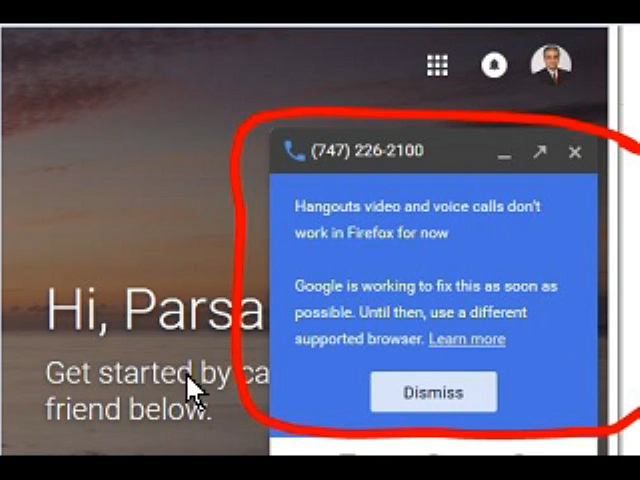 (747) 226-2100
Hangouts video and voice calls don't
work in Firefox for now
Google is working to fix this as soon as
possible. Until then, use a different
supported browser. Learn more
Dismiss
Hi, Parsa
Get started by ca
friend below.